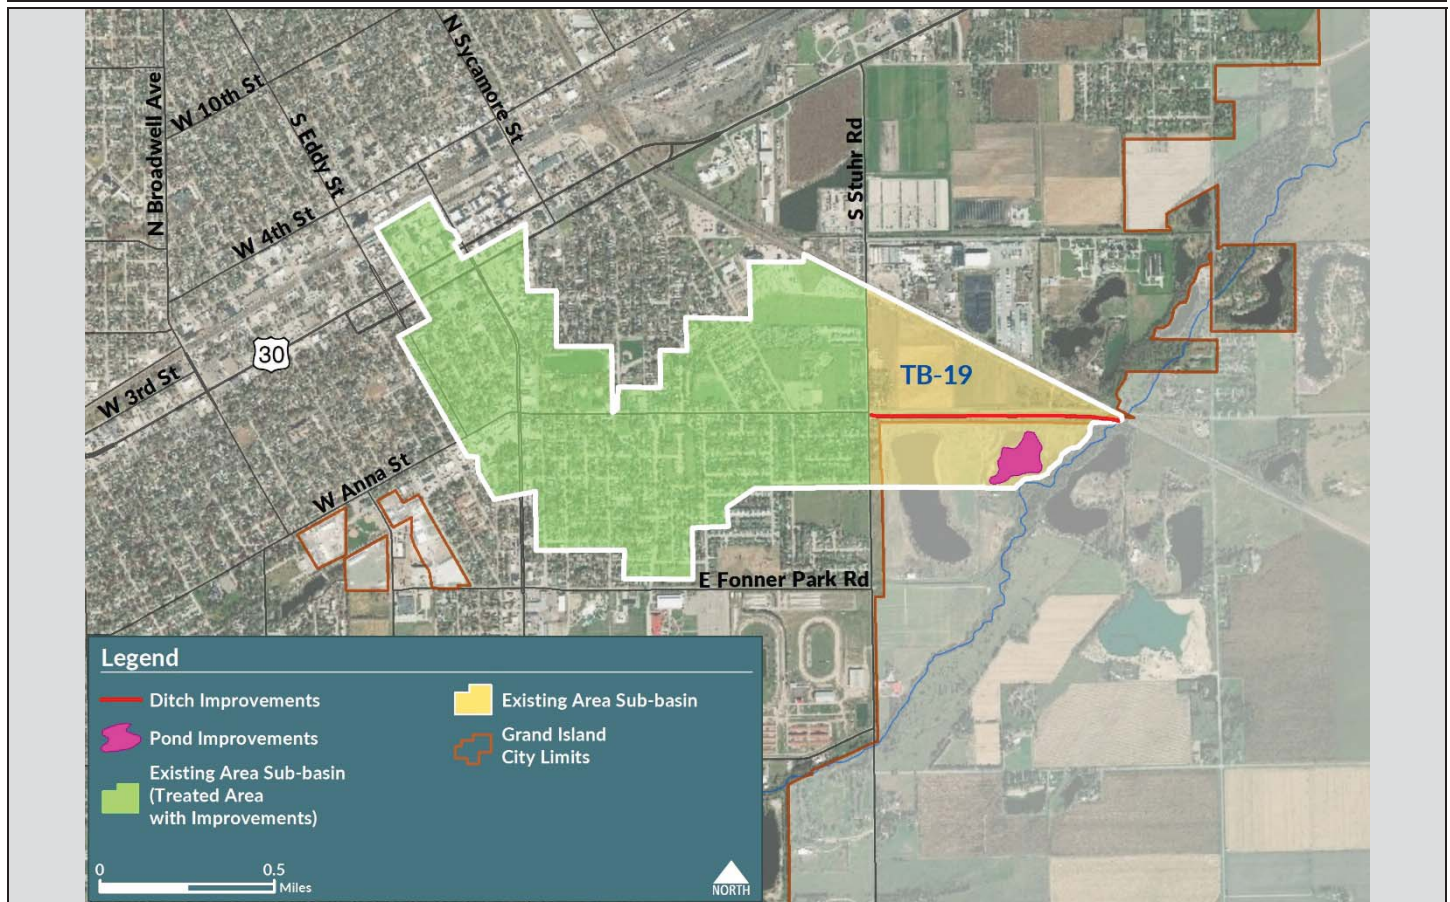 N Sycamore St
N Broadwell Ave
W 10th St
S Eddy St
S Stuhr Rd
W 4th St
30
W 3rd St
TB-19
W Anna St
E Fonner Park Rd
Legend
Ditch Improvements
Pond Improvements
Existing Area Sub-basin
(Treated Area
with Improvements)
Existing Area Sub-basin
Grand Island
City Limits
0
0.5
Miles
NORTH